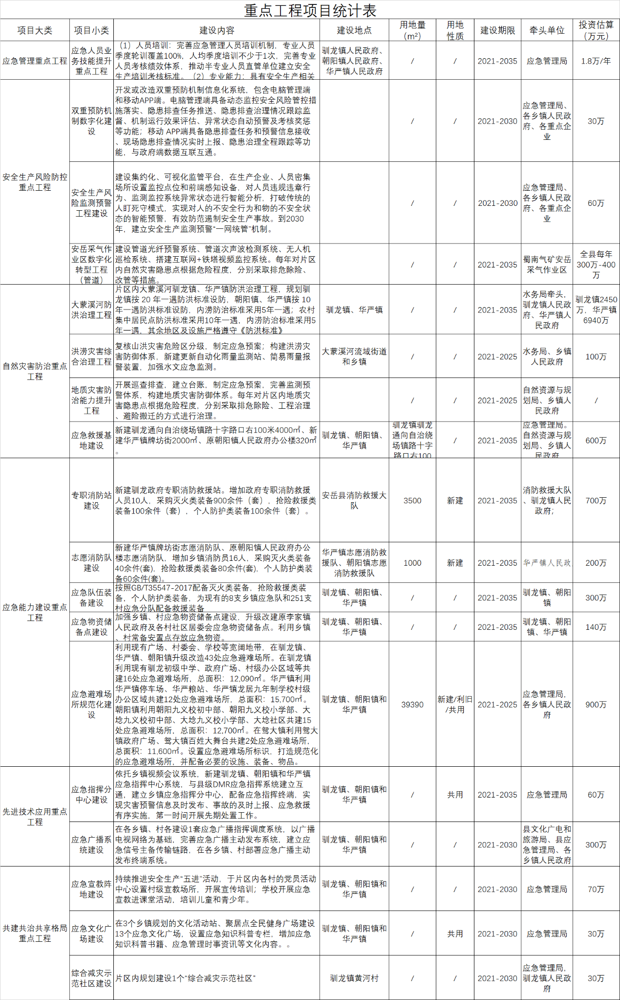 重点工程项目统计表
项目大类 项目小类 建设内容 建设地点 用地量（m²） 用地性质 建设期限 牵头单位 投资估算（万元）
应急管理重点工程
应急人员业
务技能提升
重点工程
（1）人员培训：完善应急管理人员培训机制，专业人员
季度轮训覆盖100%，人均季度培训不少于1次，完善专业
人员考核绩效体系，推动半专业人员直管单位建立安全
生产培训考核标准。（2）专业能力：具有安全生产相关
驯龙镇人民政府、
朝阳镇人民政府、
华严镇人民政府
/ / 2021-2035 应急管理局 1.8万/年
安全生产风险防控
重点工程
双重预防机
制数字化建
设
开发或改造双重预防机制信息化系统，包含电脑管理端
和移动APP端。电脑管理端具备动态监控安全风险管控措
施落实、隐患排查任务推送、隐患排查治理情况跟踪监
督、机制运行效果评估、异常状态自动预警及考核奖惩
等功能；移动 APP端具备隐患排查任务和预警信息接收
、现场隐患排查情况实时上报、隐患治理全程跟踪等功
能，与政府端数据互联互通。
/ / 2021-2030
应急管理局、
各乡镇人民政
府、各重点企
业
30万
安全生产风
险监测预警
工程建设
建设集约化、可视化监管平台，在生产企业、人员密集
场所设置监控点位和前端感知设备，对人员违规违章行
为、监测监控系统异常状态进行智能分析，打破传统的
人盯死守模式，实现对人的不安全行为和物的不安全状
态的智能预警，有效防范遏制安全生产事故。到2030
年，建立安全生产监测预警“一网统管”机制。
/ / 2021-2030
应急管理局、
各乡镇人民政
府、各重点企
业
60万
安岳采气作
业区数字化
转型工程
（管道）
建设管道光纤预警系统、管道次声波检测系统、无人机
巡检系统、搭建互联网+铁塔视频监控系统。每年对片区
内自然灾害隐患点根据危险程度，分别采取排危除险、
改管等措施。
/ / 2021-2035
蜀南气矿安岳
采气作业区
全县每年
300万-400
万
自然灾害防治重点
工程
大蒙溪河防
洪治理工程
片区内大蒙溪河驯龙镇、华严镇防洪治理工程，规划驯
龙镇按 20 年一遇防洪标准设防，朝阳镇、华严镇按 10
年一遇防洪标准设防，内涝防治标准采用5年一遇；农村
集中居民点防洪标准采用10年一遇，内涝防治标准采用5
年一遇，其余地区及设施严格遵守《防洪标准》
驯龙镇、华严镇
/ / 2021-2035
水务局牵头，
驯龙镇人民政
府、华严镇人
民政府
驯龙镇2450
万，华严镇
6940万
洪涝灾害综
合治理工程
复核山洪灾害危险区分级，制定应急预案；构建洪涝灾
害防御体系，新建更新自动化雨量监测站、简易雨量报
警装置，加强水文应急监测。
大蒙溪河流域街道
和乡镇
/ / 2021-2025
水务局、乡镇
人民政府
100万
地质灾害防
治能力提升
工程
开展巡查排查，建立台账，制定应急预案，完善监测预
警体系，构建地质灾害防御体系。每年对片区内地质灾
害隐患点根据危险程度，分别采取排危除险、工程治理
、避险搬迁的方式进行治理。
/ / 2021-2025
自然资源与规
划局、乡镇人
民政府
/
应急救援基
地建设
新建驯龙通向自治绕场镇路十字路口右100米4000㎡、新
建华严镇牌坊街2000㎡、原朝阳镇人民政府办公楼320㎡
。
驯龙镇、朝阳镇、
华严镇
驯龙镇驯龙
通向自治绕
场镇路十字
路口右100
/ 2021-2035
应急管理局。
自然资源与规
划局、乡镇人
民政府
600万
应急能力建设重点
工程
专职消防站
建设
新建驯龙政府专职消防救援站。增加政府专职消防救援
人员10人，采购灭火类装备900余件（套），抢险救援类
装备100余件（套），个人防护类装备100余件（套）。
安岳县消防救援大
队
3500 新建 2021-2035
消防救援大队
、驯龙镇人民
政府；
700万
志愿消防队
建设
新建华严镇牌坊街志愿消防队、原朝阳镇人民政府办公
楼志愿消防队，增加乡镇消防员16人，采购灭火类装备
40余件(套)，抢险救援类装备80余件(套)，个人防护类装
备60余件(套)。
华严镇志愿消防救
援队、朝阳镇志愿
消防救援队
1000 新建 2021-2035 华严镇人民政 200万
应急队伍装
备建设
按照GB/T35547-2017配备灭火类装备，抢险救援类装
备，个人防护类装备，为现有的8支乡镇应急队和251支
村应急分队配备救援装备
驯龙镇、朝阳镇、
华严镇
/ / 2021-2035
驯龙镇、朝阳
镇
300万
应急物资储
备点建设
加强乡镇、村应急物资储备点建设，升级改建原李家镇
人民政府及各村社区居委会应急物资储备点。利用乡镇
、村常备安置点存放应急物资。
驯龙镇、朝阳镇、
华严镇
/ / 2021-2035
驯龙镇、朝阳
镇、华严镇
140万
应急避难场
所规范化建
设
利用现有广场、村委会、学校等宽阔地带，在驯龙镇、
华严镇、朝阳镇升级改造43处应急避难场所。在驯龙镇
利用现有驯龙初级中学、政府广场、村级办公区域等共
建16处应急避难场所，总面积：12,090㎡。华严镇利用
华严镇停车场、华严粮站、华严镇龙居九年制学校村级
办公区域共建12处应急避难场所，总面积：15,700㎡。
朝阳镇利用朝阳九义校初中部、朝阳九义校小学部、大
埝九义校初中部、大埝九义校小学部、大埝社区共建15
处应急避难场所，总面积：12,700㎡。在鸳大镇利用鸳大
镇政府广场、鸳大镇百姓大舞台共建2处应急避难场所，
总面积：11,600㎡。设置应急避难场所标识，打造规范化
的应急避难场所，并配备必要的设施、装备、物品。
驯龙镇、朝阳镇和
华严镇
39390
新建/利旧
/共用
2021-2025
应急管理局，
各乡镇人民政
府
900万
先进技术应用重点
工程
应急指挥分
中心建设
依托乡镇视频会议系统，新建驯龙镇、朝阳镇和华严镇
应急指挥中心系统，与县级DMR应急指挥系统建立互
通，建立乡镇应急指挥分中心，配备应急指挥终端，实
现灾害预警信息及时发布、事故的及时上报、应急救援
有序实施，第一时间开展先期处置工作。
驯龙镇、朝阳镇和
华严镇
/ 共用 2021-2035 应急管理局 60万
应急广播系
统建设
在各乡镇、村各建设1套应急广播指挥调度系统，以广播
电视网络为基础，完善应急广播主动发布系统，建立应
急信号主备传输链路，在各乡镇、村部署应急广播主动
发布终端系统。
驯龙镇、朝阳镇和
华严镇
/ / 2021-2030
县文化广电和
旅游局、县应
急管理局、各
乡镇人民政府
300万
共建共治共享格局
重点工程
应急宣教阵
地建设
持续推进安全生产“五进”活动，于片区内各村的党员活动
中心设置村级宣教场所，开展宣传培训；学校开展应急
宣教进课堂活动，培训儿童和青少年。
驯龙镇、朝阳镇和
华严镇
/ / 2021-2030 应急管理局 70万
应急文化广
场建设
在3个乡镇规划的文化活动站、聚居点全民健身广场建设
13个应急文化广场，设置应急知识科普专栏，增加应急
知识科普书籍、应急管理时事资讯等文化内容。。
驯龙镇、朝阳镇和
华严镇
/ 共用 2021-2030 应急管理局 30万
综合减灾示
范社区建设
片区内规划建设1个“综合减灾示范社区”
驯龙镇黄河村
/ / 2021-2030
应急管理局，
驯龙镇人民政
府
30万